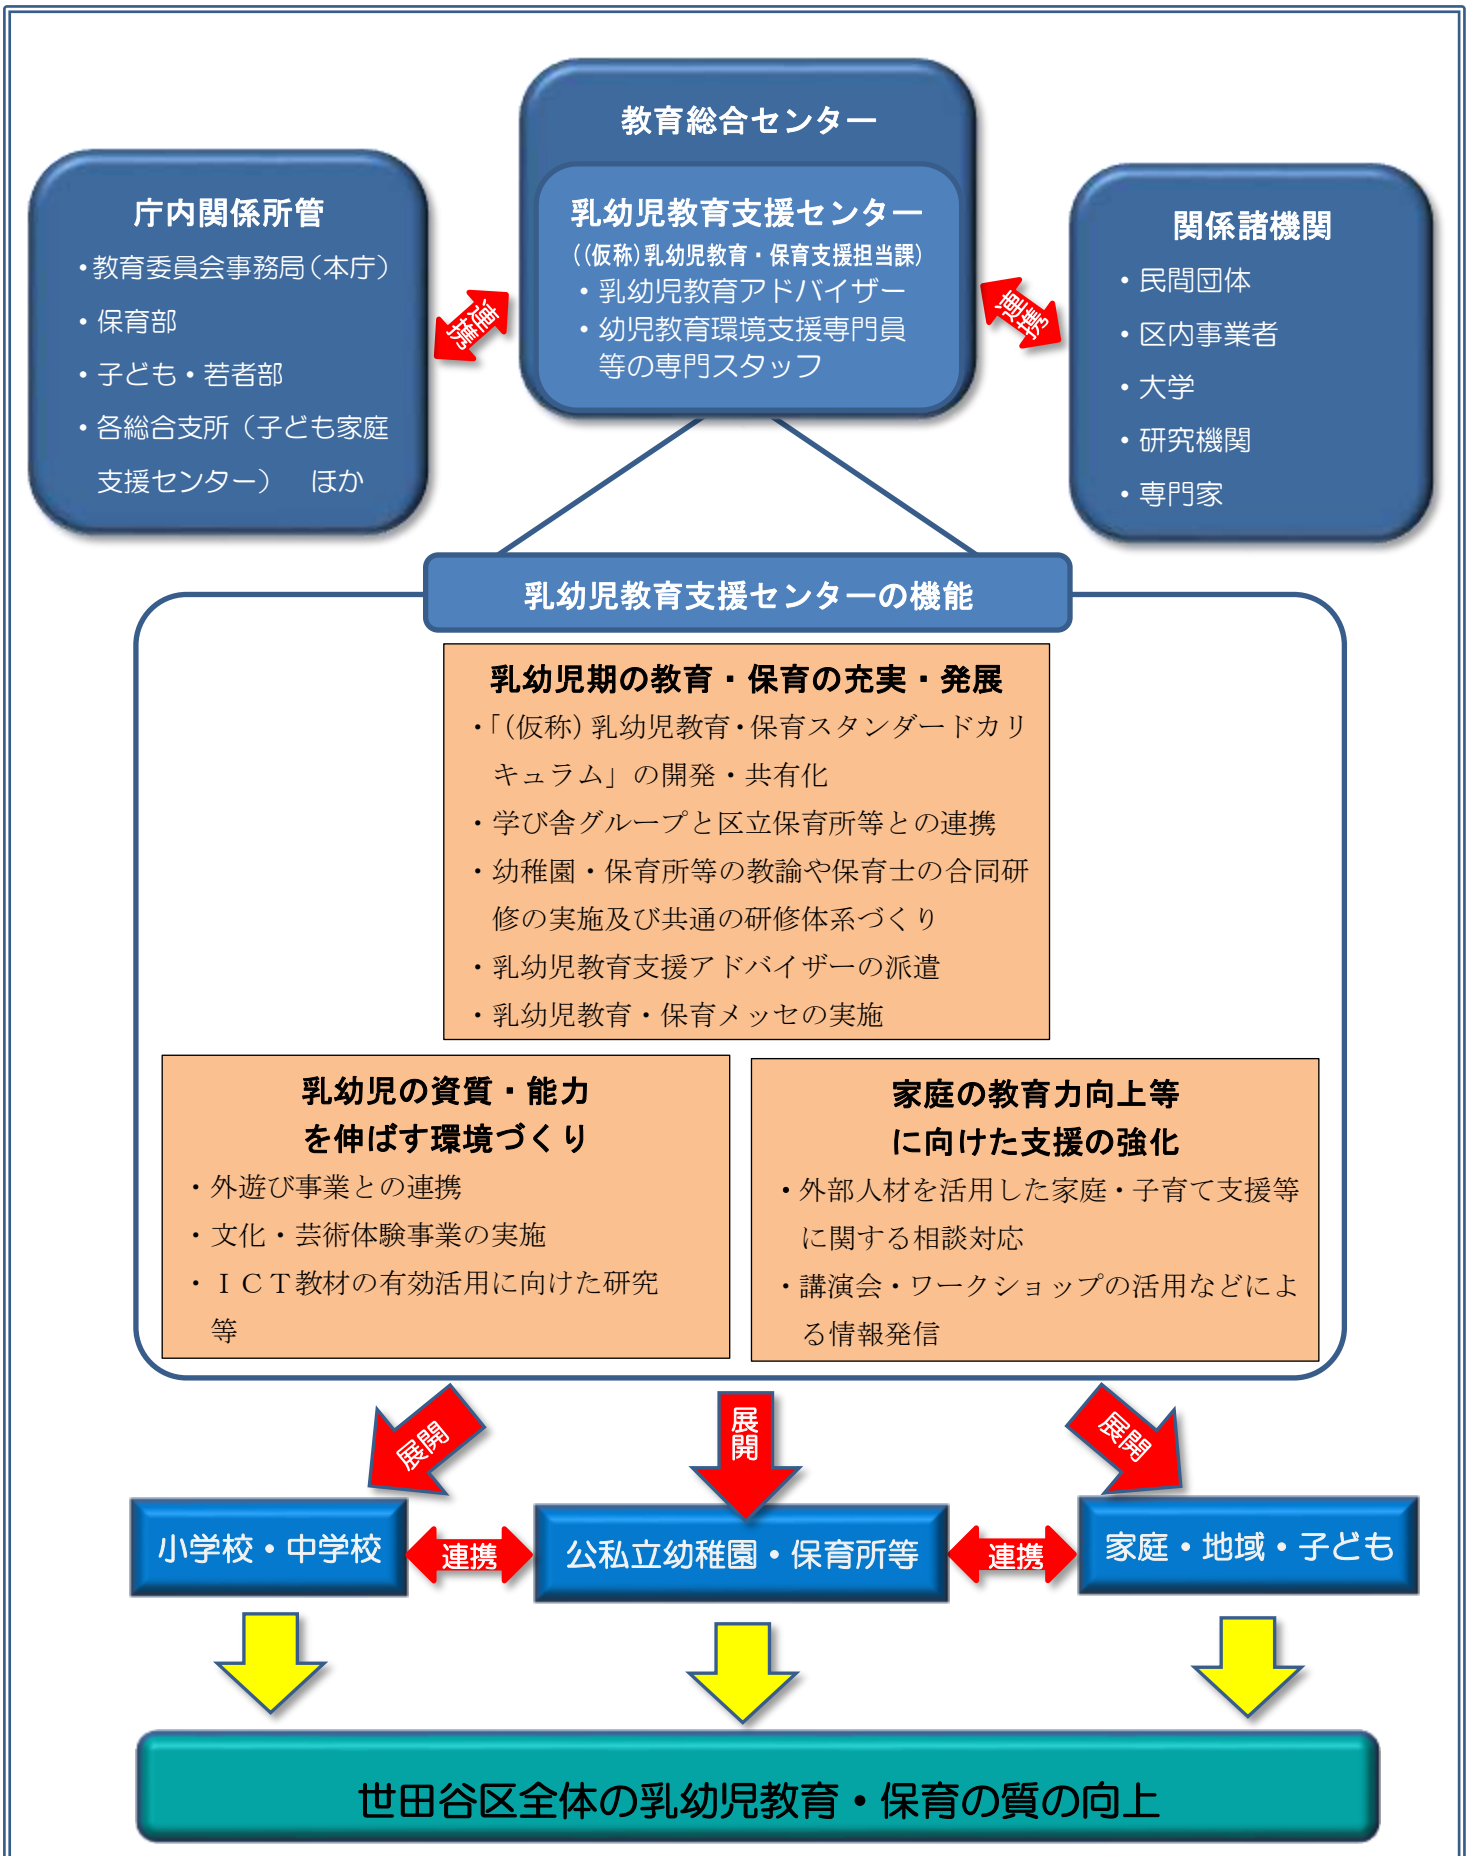 教育総合センター
乳幼児教育支援センター
((仮称)乳幼児教育・保育支援担当課)
・乳幼児教育アドバイザー
・幼児教育環境支援専門員
等の専門スタッフ
庁内関係所管
・教育委員会事務局(本庁)
・保育部
・子ども・若者部
・各総合支所(子ども家庭
支援センター) ほか
連携
連携
関係諸機関
・民間団体
・区内事業者
・大学
・研究機関
・専門家
乳幼児教育支援センターの機能
乳幼児期の教育・保育の充実・発展
・「(仮称)乳幼児教育・保育スタンダードカリ
キュラム」の開発・共有化
・学び舎グループと区立保育所等との連携
・幼稚園・保育所等の教諭や保育士の合同研
修の実施及び共通の研修体系づくり
・乳幼児教育支援アドバイザーの派遣
・乳幼児教育・保育メッセの実施
乳幼児の資質・能力
を伸ばす環境づくり
・外遊び事業との連携
・文化・芸術体験事業の実施
・ICT教材の有効活用に向けた研究
等
家庭の教育力向上等
に向けた支援の強化
・外部人材を活用した家庭・子育て支援等
に関する相談対応
・講演会・ワークショップの活用などによ
る情報発信
展開
展開
展開
小学校・中学校
連携
公私立幼稚園・保育所等
連携
家庭・地域・子ども
世田谷区全体の乳幼児教育・保育の質の向上